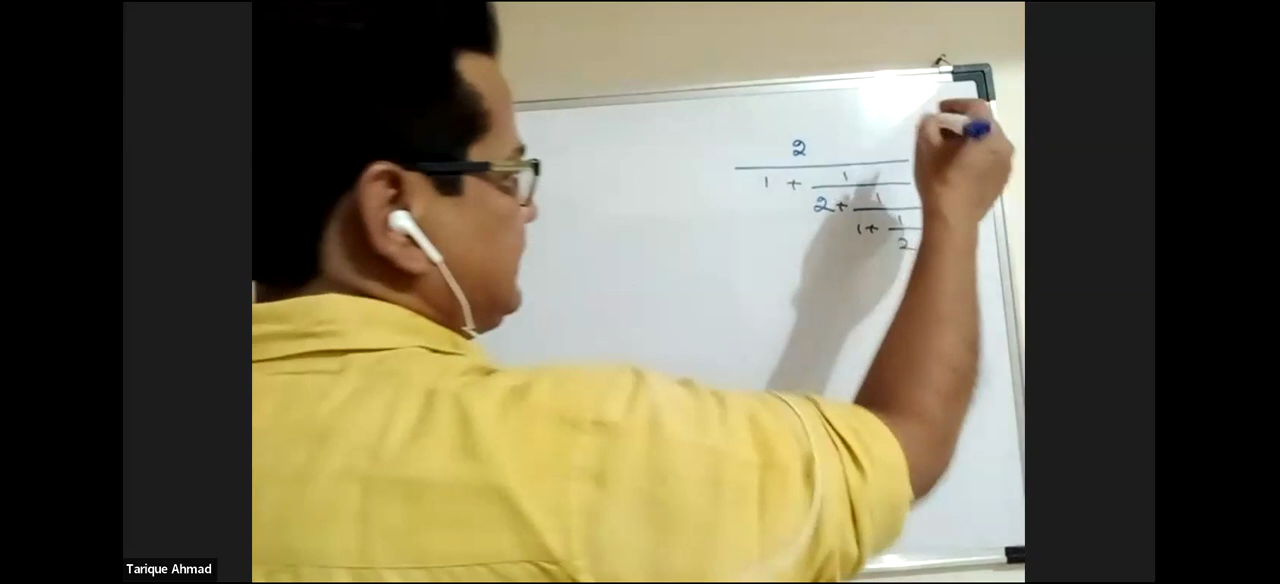 2
1 + 1
2 + 1
1 + 1
2
Tarique Ahmad